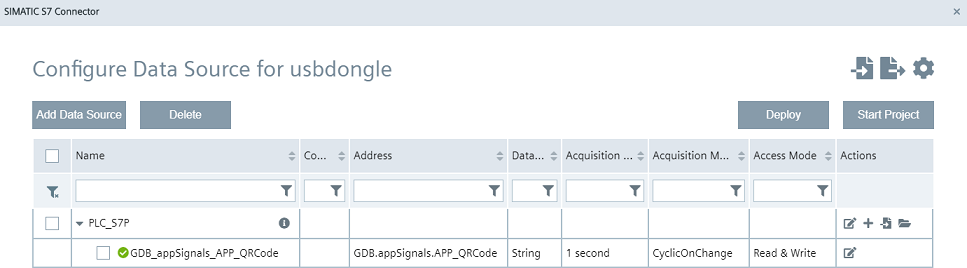 SIMATIC S7 Connector
Configure Data Source for usbdongle
Add Data Source Delete Deploy Start Project
Name Co... Address Data... Acquisition ... Acquisition M... Access Mode Actions
PLC_S7P
GDB_appSignals_APP_QRCode GDB.appSignals.APP_QRCode String 1 second CyclicOnChange Read & Write